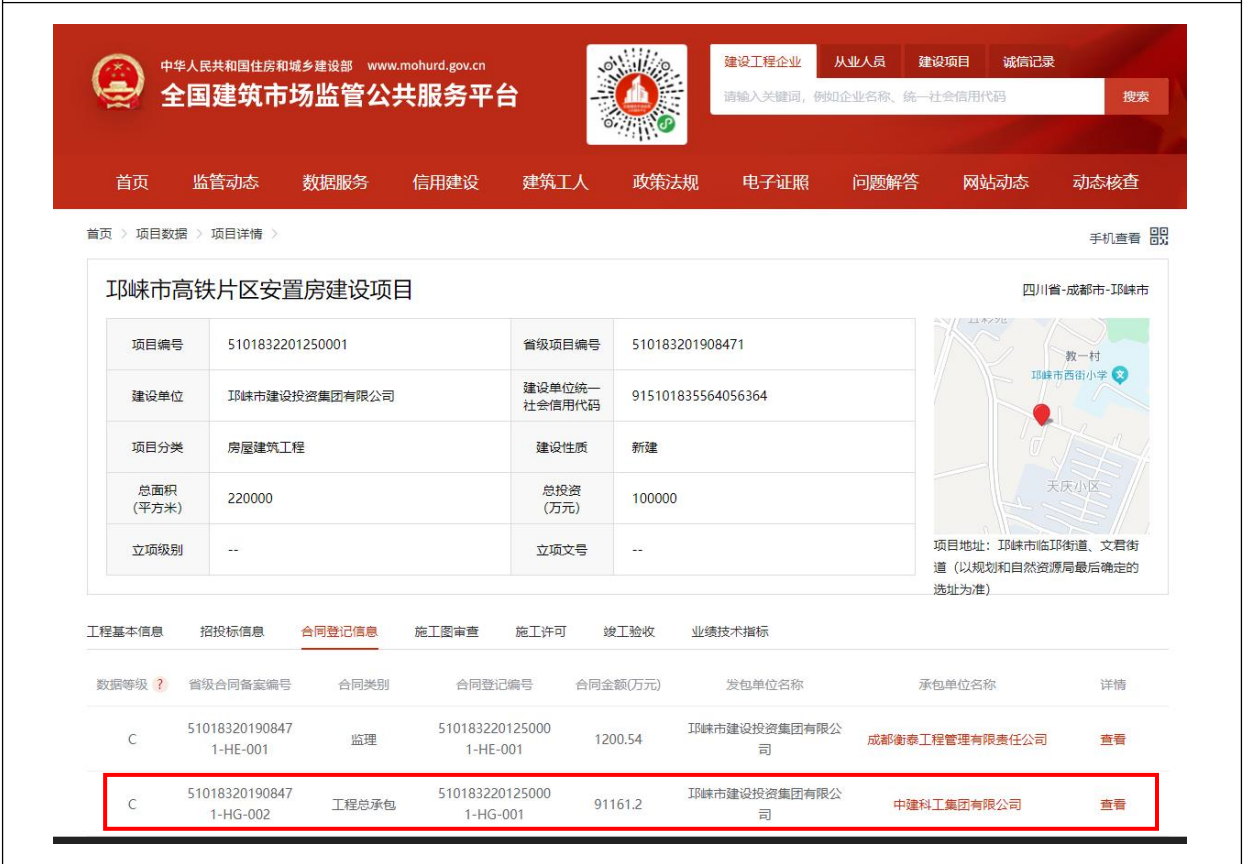 中华人民共和国住房和城乡建设部 www.mohurd.gov.cn
全国建筑市场监管公共服务平台
建设工程企业 从业人员 建设项目 诚信记录
请输入关键词，例如企业名称、统一社会信用代码 搜索
首页 监管动态 数据服务 信用建设 建筑工人 政策法规 电子证照 问题解答 网站动态 动态核查
首页 > 项目数据 > 项目详情 >
手机查看
邛崃市高铁片区安置房建设项目
四川省-成都市-邛崃市
项目编号 5101832201250001 省级项目编号 510183201908471
建设单位 邛崃市建设投资集团有限公司 建设单位统一
社会信用代码 915101835564056364
项目分类 房屋建筑工程 建设性质 新建
总面积
(平方米) 220000 总投资
(万元) 100000
立项级别 -- 立项文号 --
教一村
邛崃市西街小学 文
天庆小区
项目地址：邛崃市临邛街道、文君街
道（以规划和自然资源局最后确定的
选址为准）
工程基本信息 招投标信息 合同登记信息 施工图审查 施工许可 竣工验收 业绩技术指标
数据等级 ? 省级合同备案编号 合同类别 合同登记编号 合同金额(万元) 发包单位名称 承包单位名称 详情
C 51018320190847
1-HE-001 监理 510183220125000
1-HE-001 1200.54 邛崃市建设投资集团有限公
司 成都衡泰工程管理有限责任公司 查看
C 51018320190847
1-HG-002 工程总承包 510183220125000
1-HG-001 91161.2 邛崃市建设投资集团有限公
司 中建科工集团有限公司 查看